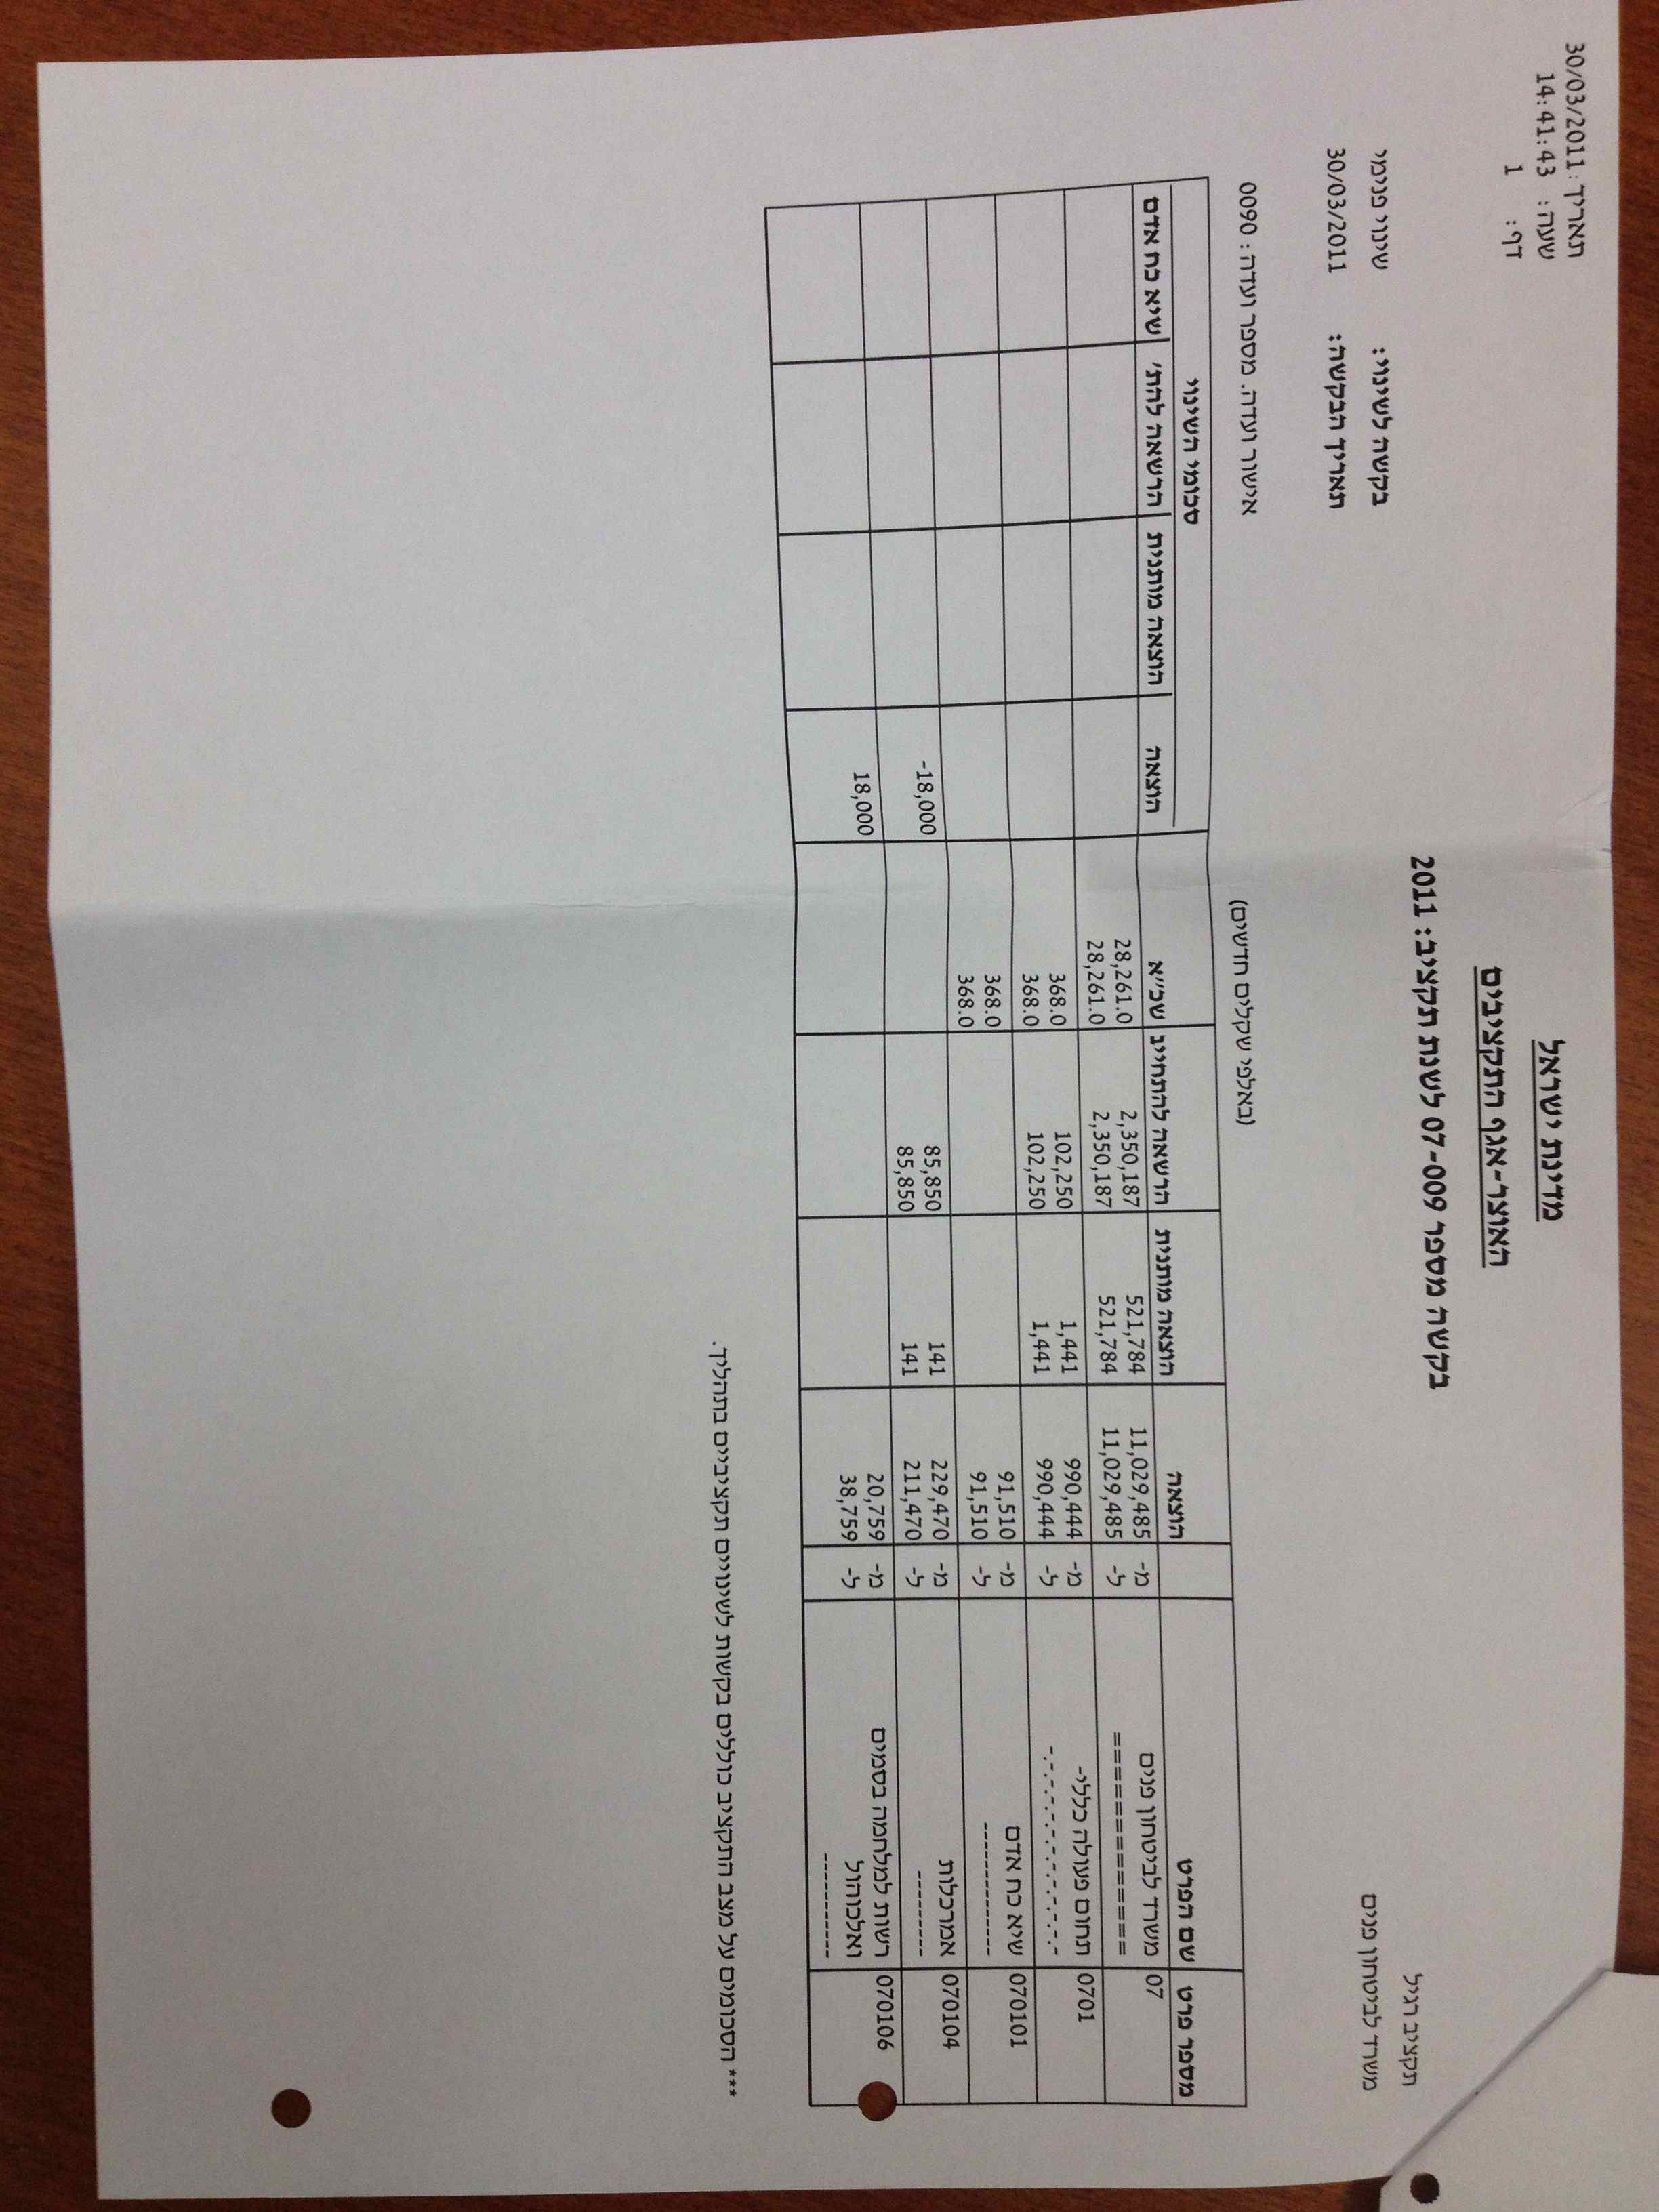 תאריך: 30/03/2011
שעה: 14:41:43
דף: 1
מדינת ישראל
האוצר-אגף התקציבים
בקשה מספר 07-009 לשנת תקציב: 2011
תקציב רגיל
משרד לביטחון פנים
בקשה לשינוי: שינוי פנימי
תאריך הבקשה: 30/03/2011
(באלפי שקלים חדשים)
אישור ועדה. מספר ועדה: 0090
סכומי השינוי
מספר פרט שם הפרט הוצאה הוצאה מותנית הרשאה להתחייב שכ״א הוצאה הוצאה מותנית הרשאה להת' שיא כח אדם
07 משרד לביטחון פנים מ- 11,029,485 521,784 2,350,187 28,261.0
============= ל- 11,029,485 521,784 2,350,187 28,261.0
0701 תחום פעולה כללי- מ- 990,444 1,441 102,250 368.0
-.-.-.-.-.-.-.-.-.-.-.- ל- 990,444 1,441 102,250 368.0
070101 שיא כח אדם מ- 91,510 368.0
------------ ל- 91,510 368.0
070104 אמרכלות מ- 229,470 141 85,850 -18,000
-------- ל- 211,470 141 85,850
070106 רשות למלחמה בסמים מ- 20,759 18,000
ואלכוהול ל- 38,759
----------
*** הסכומים על מצב התקציב כוללים בקשות לשינויים תקציביים בתהליך.